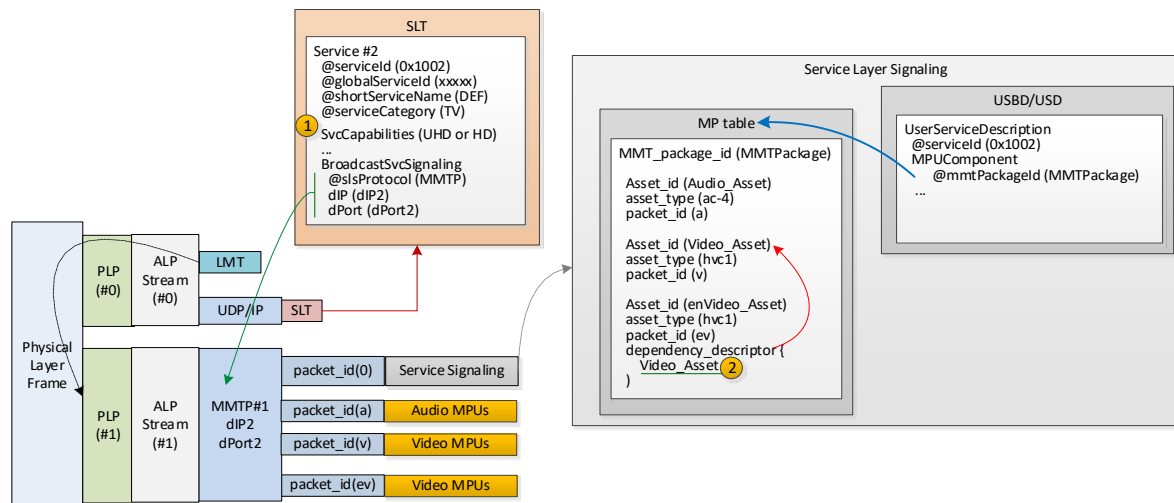 SLT
Service #2
@serviceId (0x1002)
@globalServiceId (xxxxx)
@shortServiceName (DEF)
@serviceCategory (TV)
1
SvcCapabilities (UHD or HD)
...
BroadcastSvcSignaling
@slsProtocol (MMTP)
dIP (dIP2)
dPort (dPort2)
Service Layer Signaling
MP table
MMT_package_id (MMTPackage)
Asset_id (Audio_Asset)
asset_type (ac-4)
packet_id (a)
Asset_id (Video_Asset)
asset_type (hvc1)
packet_id (v)
Asset_id (enVideo_Asset)
asset_type (hvc1)
packet_id (ev)
dependency_descriptor {
Video_Asset
2
)
USBD/USD
UserServiceDescription
@serviceId (0x1002)
MPUComponent
@mmtPackageId (MMTPackage)
...
Physical
Layer
Frame
PLP
(#0)
ALP
Stream
(#0)
LMT
UDP/IP
SLT
PLP
(#1)
ALP
Stream
(#1)
MMTP#1
dIP2
dPort2
packet_id(0)
Service Signaling
packet_id(a)
Audio MPUs
packet_id(v)
Video MPUs
packet_id(ev)
Video MPUs